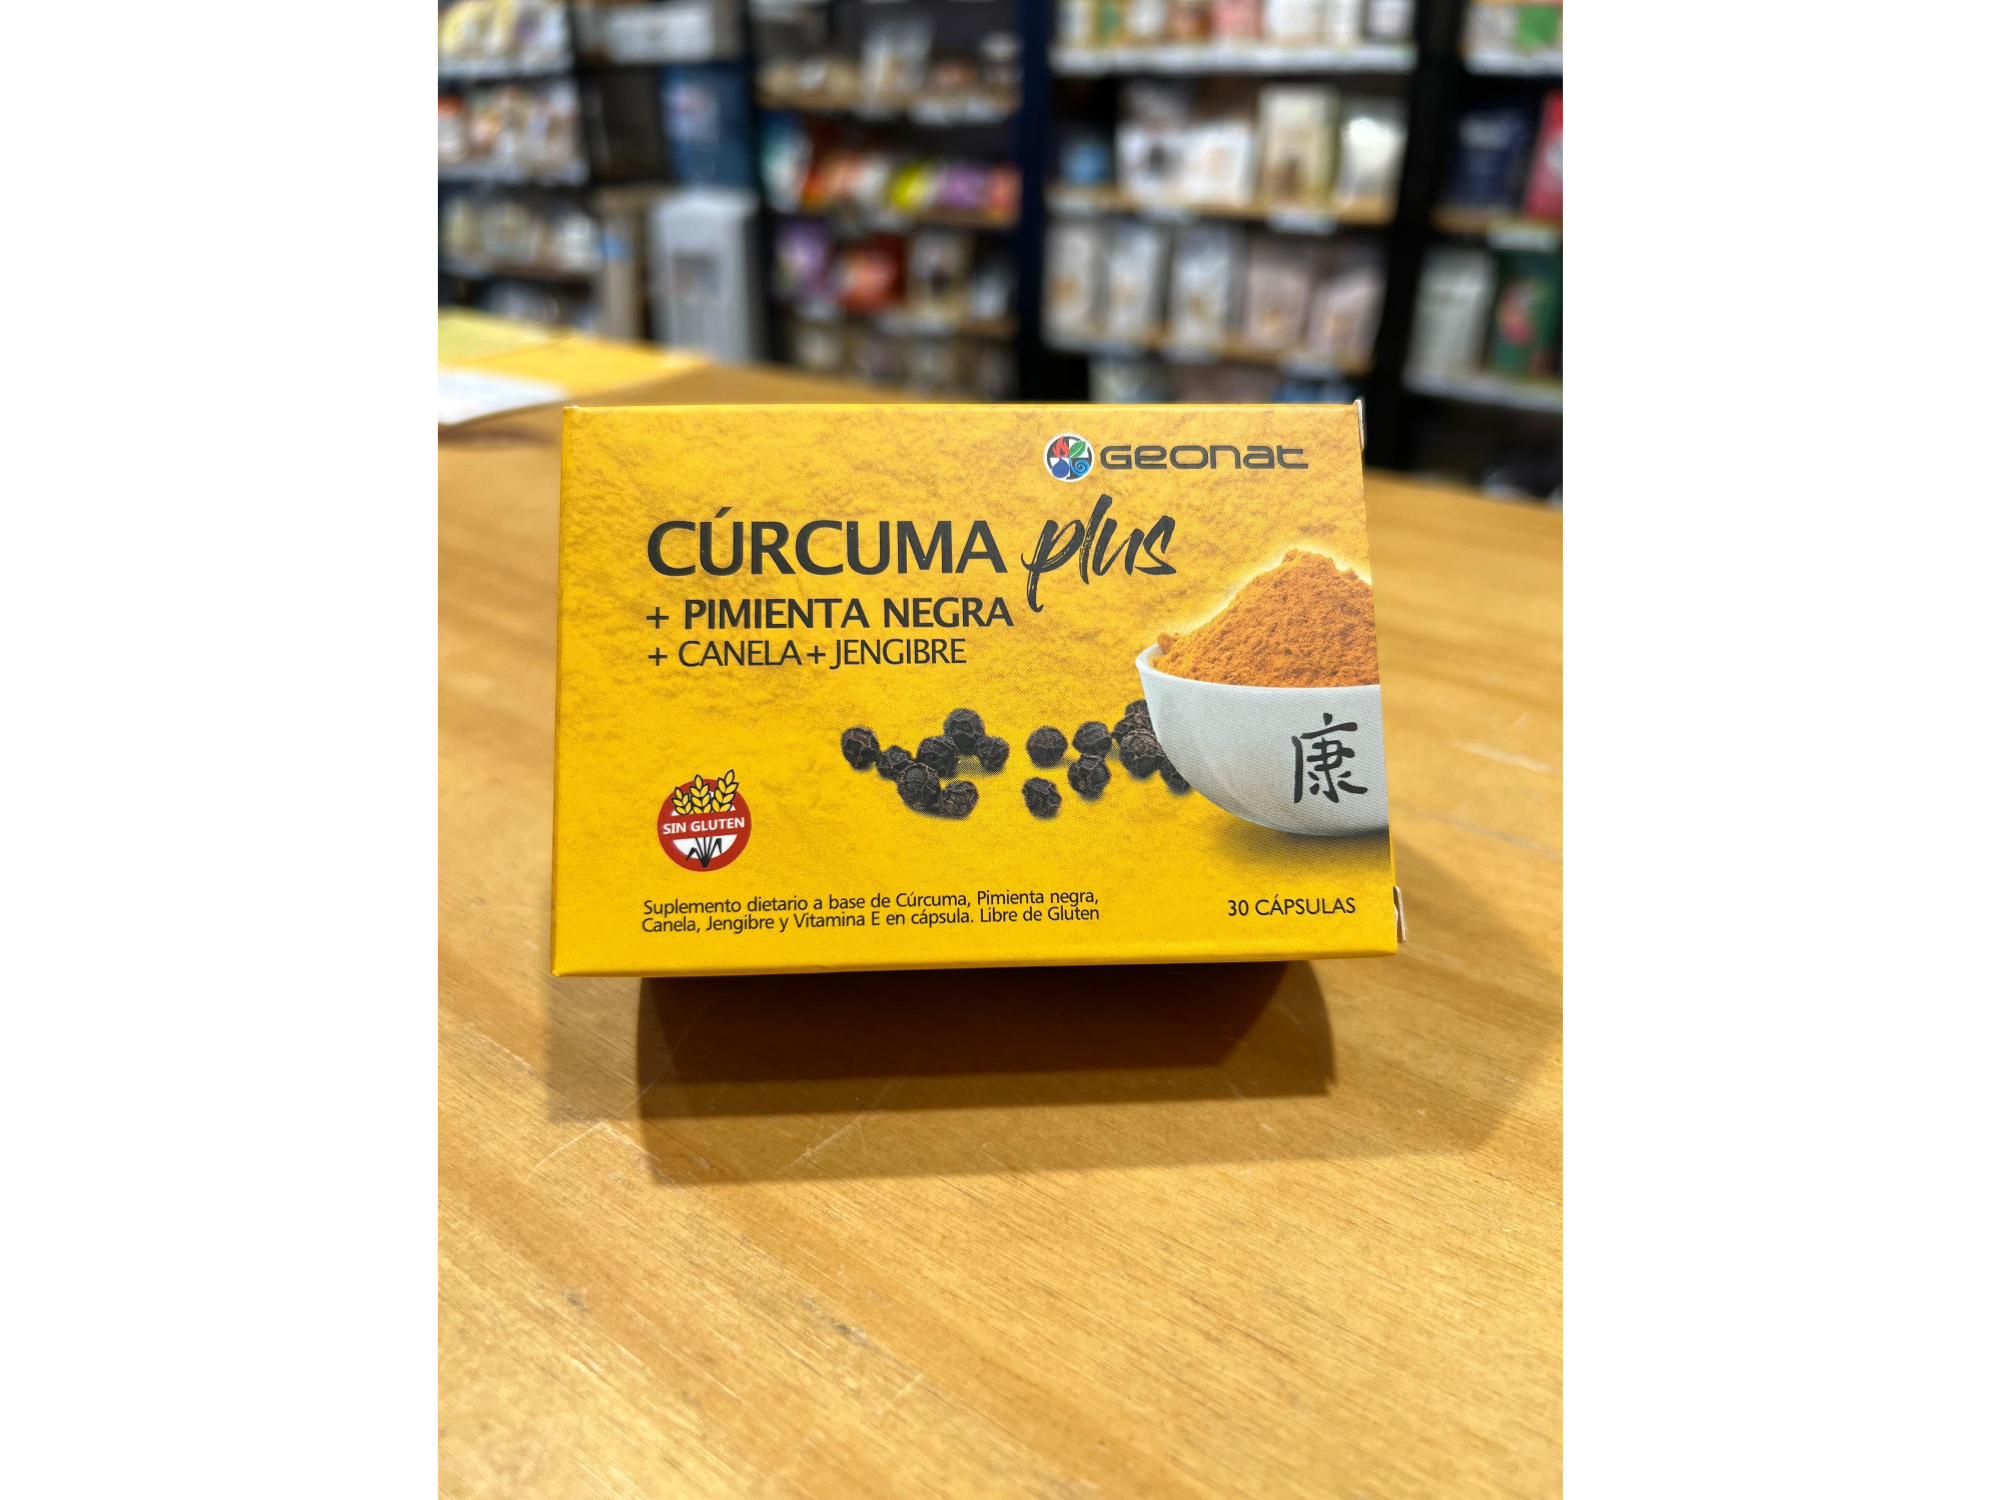 GEONAT
CÚRCUMA plus
+ PIMIENTA NEGRA
+ CANELA + JENGIBRE
康
SIN GLUTEN
Suplemento dietario a base de Cúrcuma, Pimienta negra,
Canela, Jengibre y Vitamina E en cápsula. Libre de Gluten
30 CÁPSULAS